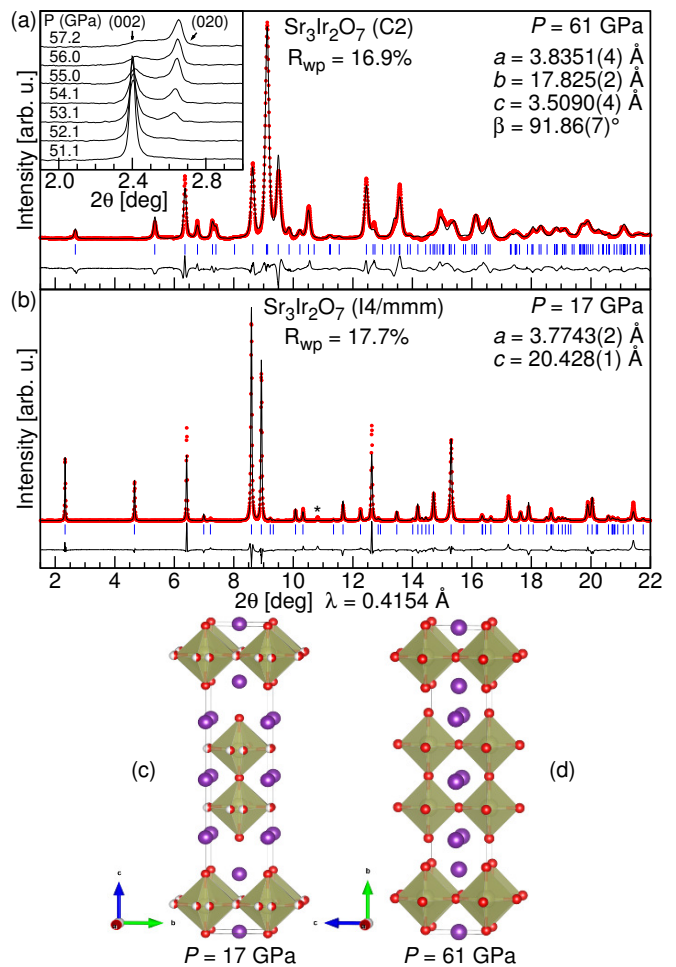 (a)
P (GPa)
(002)
(020)
57.2
56.0
55.0
54.1
53.1
52.1
51.1
2.0
2.4
2.8
2θ [deg]
Intensity [arb. u.]
Sr3Ir2O7 (C2)
Rwp = 16.9%
P = 61 GPa
a = 3.8351(4) Å
b = 17.825(2) Å
c = 3.5090(4) Å
β = 91.86(7)°
(b)
Intensity [arb. u.]
Sr3Ir2O7 (I4/mmm)
Rwp = 17.7%
P = 17 GPa
a = 3.7743(2) Å
c = 20.428(1) Å
*
2 4 6 8 10 12 14 16 18 20 22
2θ [deg] λ = 0.4154 Å
(c)
(d)
c
b
b
c
P = 17 GPa
P = 61 GPa